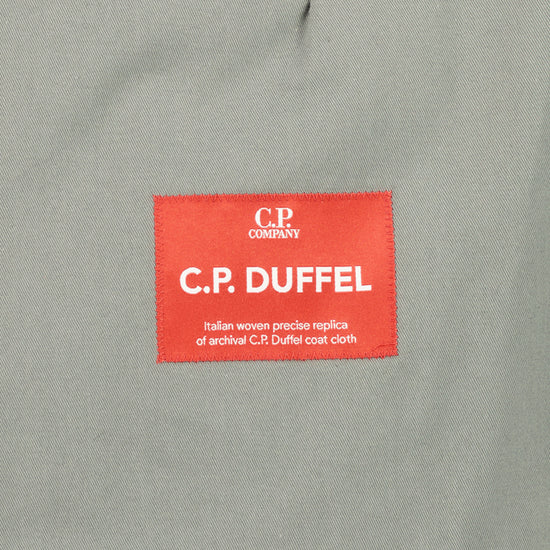 C.P.
COMPANY
C.P. DUFFEL
Italian woven precise replica
of archival C.P. Duffel coat cloth